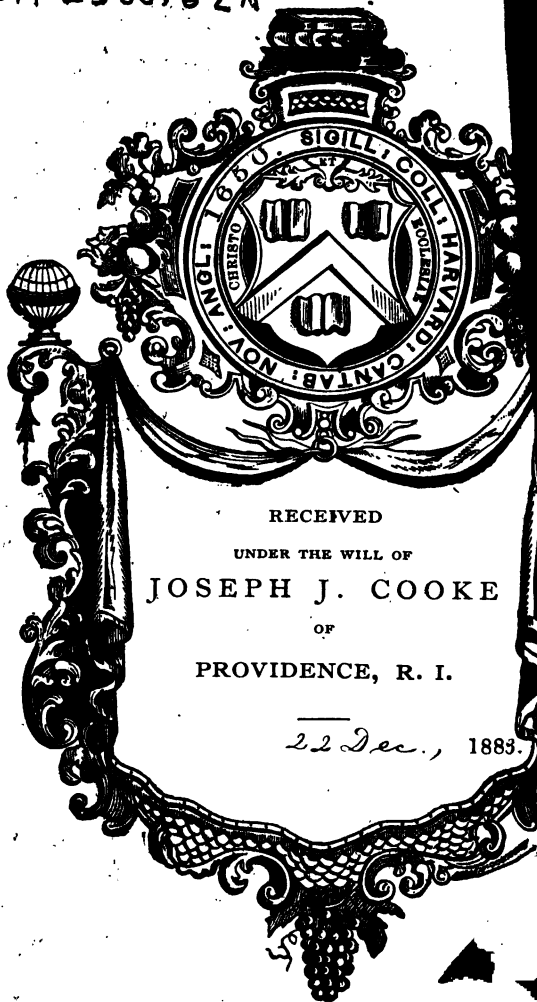 SIGILL: COLL: HARVARD: CANTAB: NOV: ANGL: 1650.
ET
CHRISTO
ECCLESIAE
RECEIVED
UNDER THE WILL OF
JOSEPH J. COOKE
OF
PROVIDENCE, R. I.
22 Dec., 1883.